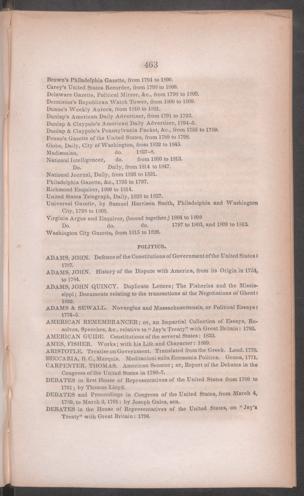 463
Brown's Philadelphia Gazette, from 1794 to 1800.
Carey's United States Recorder, from 1798 to 1800.
Delaware Gazette, Political Mirror, &c., from 1796 to 1800.
Dennison's Republican Watch Tower, from 1800 to 1809.
Duane's Weekly Aurora, from 1810 to 1821.
Dunlap's American Daily Advertiser, from 1791 to 1793.
Dunlap & Claypole's American Daily Advertiser, 1794-5.
Dunlap & Claypole's Pennsylvania Packet, &c., from 1785 to 1789.
Fenno's Gazette of the United States, from 1789 to 1798.
Globe, Daily, City of Washington, from 1832 to 1845.
Madisonian, do. 1837-8.
National Intelligencer, do. from 1800 to 1813.
Do. Daily, from 1814 to 1847.
National Journal, Daily, from 1826 to 1831.
Philadelphia Gazette, &c., 1795 to 1797.
Richmond Enquirer, 1809 to 1814.
United States Telegraph, Daily, 1826 to 1837.
Universal Gazette, by Samuel Harrison Smith, Philadelphia and Washington
City, 1798 to 1808.
Virginia Argus and Enquirer, (bound together,) 1804 to 1809
Do. do. do. 1797 to 1803, and 1809 to 1813.
Washington City Gazette, from 1815 to 1826.
POLITICS.
ADAMS, JOHN. Defence of the Constitutions of Government of the United States:
1797.
ADAMS, JOHN. History of the Dispute with America, from its Origin in 1754,
to 1784.
ADAMS, JOHN QUINCY. Duplicate Letters; The Fisheries and the Missis-
sippi; Documents relating to the transactions at the Negotiations of Ghent:
1822.
ADAMS & SEWALL. Novanglus and Massachusettensis, or Political Essays:
1774-5.
AMERICAN REMEMBRANCER; or, an Impartial Collection of Essays, Re-
solves, Speeches, &c., relative to "Jay's Treaty" with Great Britain: 1795.
AMERICAN GUIDE. Constitutions of the several States: 1833.
AMES, FISHER. Works; with his Life and Character: 1809.
ARISTOTLE. Treatise on Government. Translated from the Greek. Lond. 1778.
BECCARIA, B. C., Marquis. Meditazioni sulla Economia Politica. Genoa, 1771.
CARPENTER, THOMAS. American Senator; or, Report of the Debates in the
Congress of the United States in 1796-7.
DEBATES in first House of Representatives of the United States from 1789 to
1791; by Thomas Lloyd.
DEBATES and Proceedings in Congress of the United States, from March 4,
1789, to March 3, 1791: by Joseph Gales, sen.
DEBATES in the House of Representatives of the United States, on "Jay's
Treaty" with Great Britain: 1796.